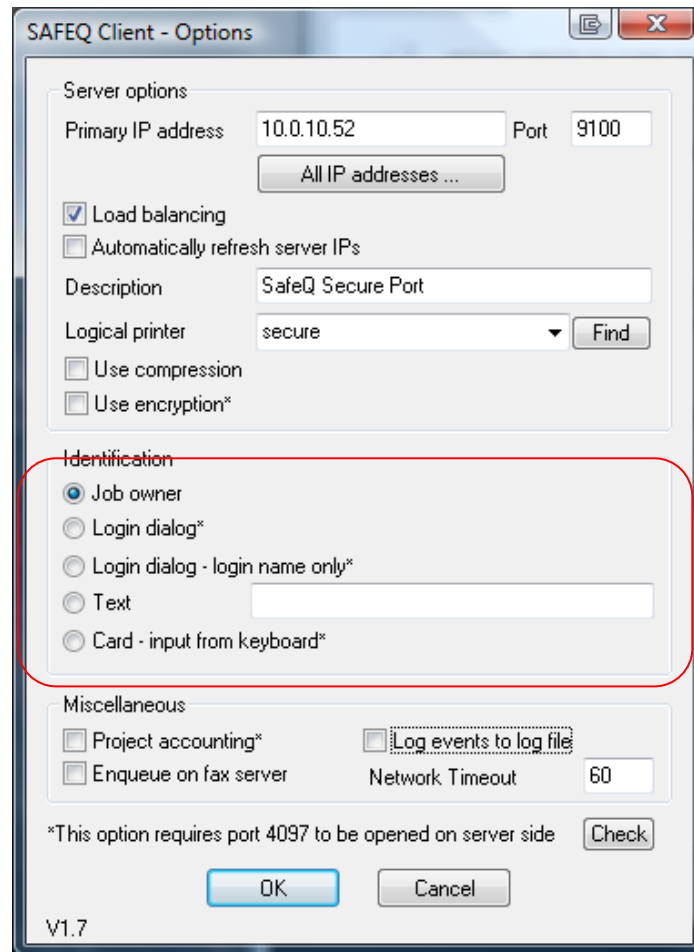 SAFEQ Client - Options
Server options
Primary IP address 10.0.10.52 Port 9100
All IP addresses ...
Load balancing
Automatically refresh server IPs
Description SafeQ Secure Port
Logical printer secure Find
Use compression
Use encryption*
Identification
Job owner
Login dialog*
Login dialog - login name only*
Text
Card - input from keyboard*
Miscellaneous
Project accounting* Log events to log file
Enqueue on fax server Network Timeout 60
*This option requires port 4097 to be opened on server side Check
OK Cancel
V1.7